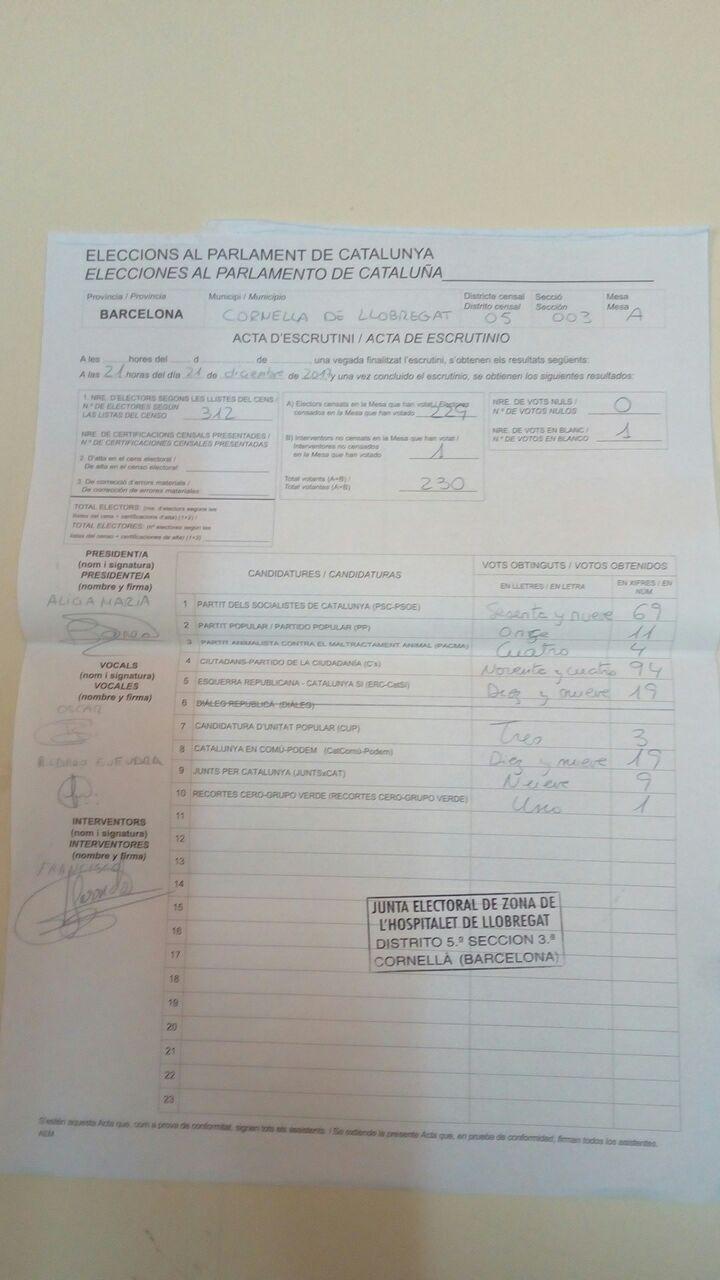 ELECCIONS AL PARLAMENT DE CATALUNYA
ELECCIONES AL PARLAMENTO DE CATALUÑA
Província / Provincia
Municipi / Municipio
Districte censal
Distrito censal
Secció
Sección
Mesa
Mesa
BARCELONA
CORNELLA DE LLOBREGAT
05
003
A
ACTA D'ESCRUTINI / ACTA DE ESCRUTINIO
A les hores del d de , una vegada finalitzat l'escrutini, s'obtenen els resultats següents:
A las 21 horas del día 21 de diciembre de 2017 y una vez concluido el escrutinio, se obtienen los siguientes resultados:
1. NRE. D'ELECTORS SEGONS LES LLISTES DEL CENS /
N.º DE ELECTORES SEGÚN
LAS LISTAS DEL CENSO 312
NRE. DE CERTIFICACIONS CENSALS PRESENTADES /
N.º DE CERTIFICACIONES CENSALES PRESENTADAS
2. D'alta en el cens electoral /
De alta en el censo electoral:
3. De correcció d'errors materials /
De corrección de errores materiales:
TOTAL ELECTORS: (nre. d'electors segons les
llistes del cens + certificacions d'alta) (1+2) /
TOTAL ELECTORES: (nº electores según las
listas del censo + certificaciones alta) (1+2)
A) Electors censats en la Mesa que han votat / Electores
censados en la Mesa que han votado 229
B) Interventors no censats en la Mesa que han votat /
Interventores no censados
en la Mesa que han votado 1
Total votants (A+B) /
Total votantes (A+B) 230
NRE. DE VOTS NULS /
N.º DE VOTOS NULOS 0
NRE. DE VOTS EN BLANC /
N.º DE VOTOS EN BLANCO 1
PRESIDENT/A
(nom i signatura)
PRESIDENTE/A
(nombre y firma)
ALICIA MARIA
VOCALS
(nom i signatura)
VOCALES
(nombre y firma)
OSCAR
INTERVENTORS
(nom i signatura)
INTERVENTORES
(nombre y firma)
FRANCISCO
CANDIDATURES / CANDIDATURAS
VOTS OBTINGUTS / VOTOS OBTENIDOS
EN LLETRES / EN LETRA
EN XIFRES / EN NÚM.
1 PARTIT DELS SOCIALISTES DE CATALUNYA (PSC-PSOE) Sesenta y nueve 69
2 PARTIT POPULAR / PARTIDO POPULAR (PP) Once 11
3 PARTIT ANIMALISTA CONTRA EL MALTRACTAMENT ANIMAL (PACMA) Cuatro 4
4 CIUTADANS-PARTIDO DE LA CIUDADANÍA (C's) Noventa y cuatro 94
5 ESQUERRA REPUBLICANA - CATALUNYA SÍ (ERC-CatSí) Diez y nueve 19
6 DIÀLEG REPUBLICÀ (DIÀLEG)
7 CANDIDATURA D'UNITAT POPULAR (CUP) Tres 3
8 CATALUNYA EN COMÚ-PODEM (CatComú-Podem) Diez y nueve 19
9 JUNTS PER CATALUNYA (JUNTSxCAT) Nueve 9
10 RECORTES CERO-GRUPO VERDE (RECORTES CERO-GRUPO VERDE) Uno 1
11
12
13
14
15
16
17
18
19
20
21
22
23
JUNTA ELECTORAL DE ZONA DE
L'HOSPITALET DE LLOBREGAT
DISTRITO 5.º SECCION 3.ª
CORNELLÀ (BARCELONA)
S'estén aquesta Acta que, com a prova de conformitat, signen tots els assistents. / Se extiende la presente Acta que, en prueba de conformidad, firman todos los asistentes.